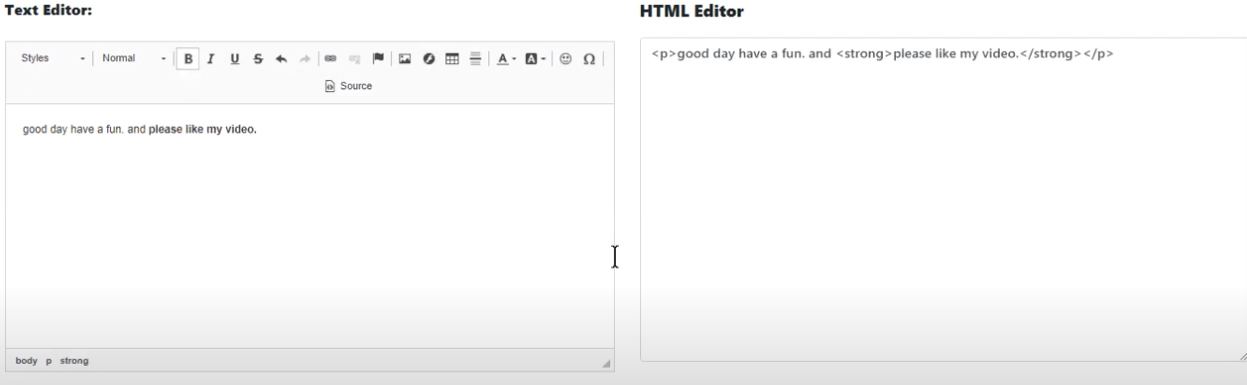 Text Editor:
Styles Normal B I U S A A Ω
Source
good day have a fun. and please like my video.
body p strong
HTML Editor
<p>good day have a fun. and <strong>please like my video.</strong></p>